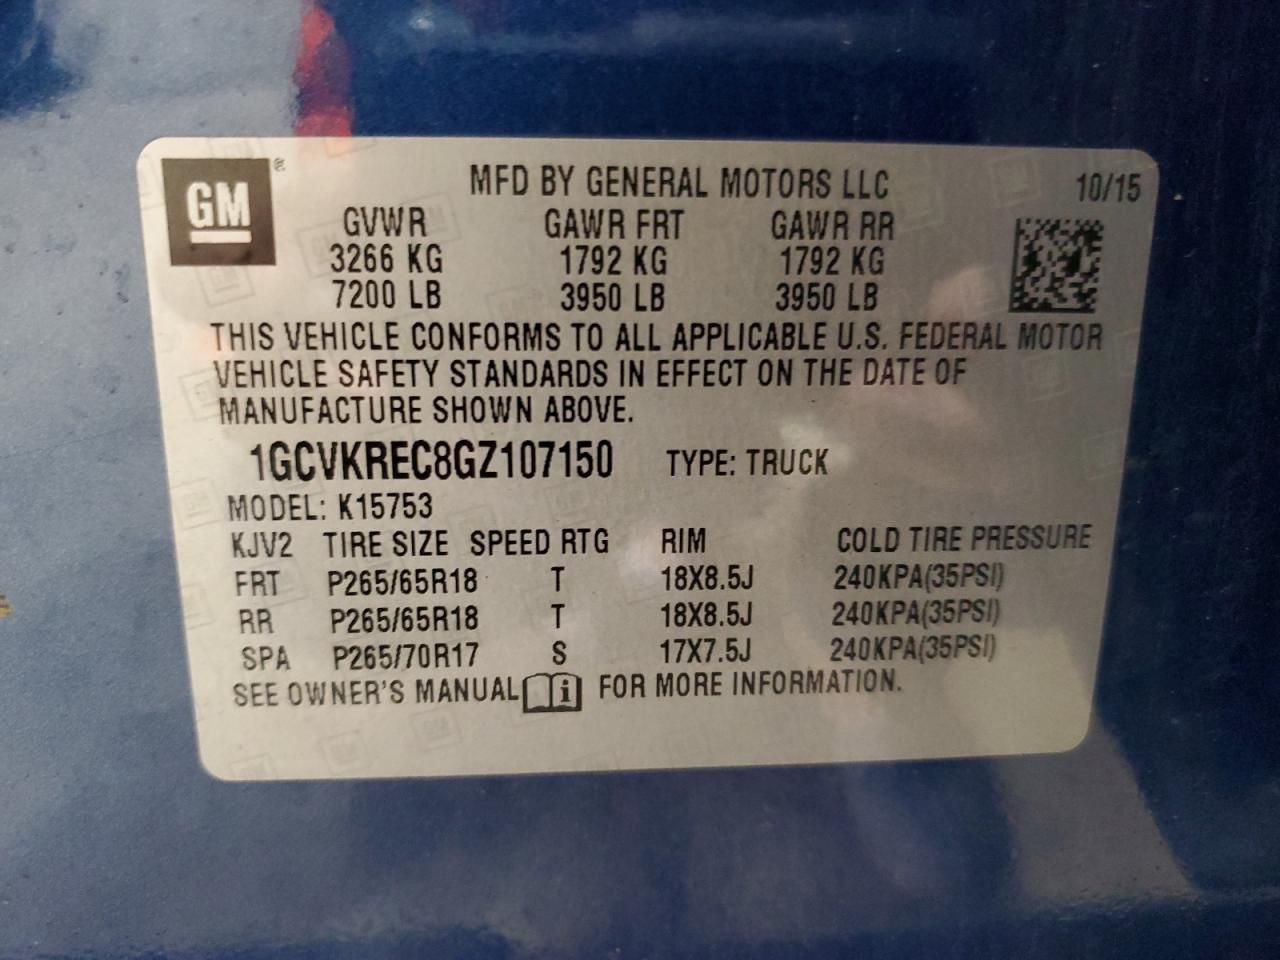 GM ®
MFD BY GENERAL MOTORS LLC 10/15
GVWR GAWR FRT GAWR RR
3266 KG 1792 KG 1792 KG
7200 LB 3950 LB 3950 LB
THIS VEHICLE CONFORMS TO ALL APPLICABLE U.S. FEDERAL MOTOR
VEHICLE SAFETY STANDARDS IN EFFECT ON THE DATE OF
MANUFACTURE SHOWN ABOVE.
1GCVKREC8GZ107150 TYPE: TRUCK
MODEL: K15753
KJV2 TIRE SIZE SPEED RTG RIM COLD TIRE PRESSURE
FRT P265/65R18 T 18X8.5J 240KPA(35PSI)
RR P265/65R18 T 18X8.5J 240KPA(35PSI)
SPA P265/70R17 S 17X7.5J 240KPA(35PSI)
SEE OWNER'S MANUAL i FOR MORE INFORMATION.